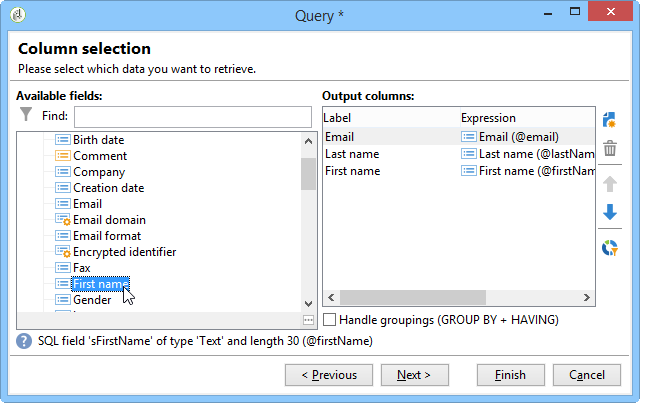 Query *
Column selection
Please select which data you want to retrieve.
Available fields:
Find:
Birth date
Comment
Company
Creation date
Email
Email domain
Email format
Encrypted identifier
Fax
First name
Gender
Output columns:
Label Expression
Email Email (@email)
Last name Last name (@lastNam
First name First name (@firstNam
Handle groupings (GROUP BY + HAVING)
SQL field 'sFirstName' of type 'Text' and length 30 (@firstName)
< Previous Next > Finish Cancel